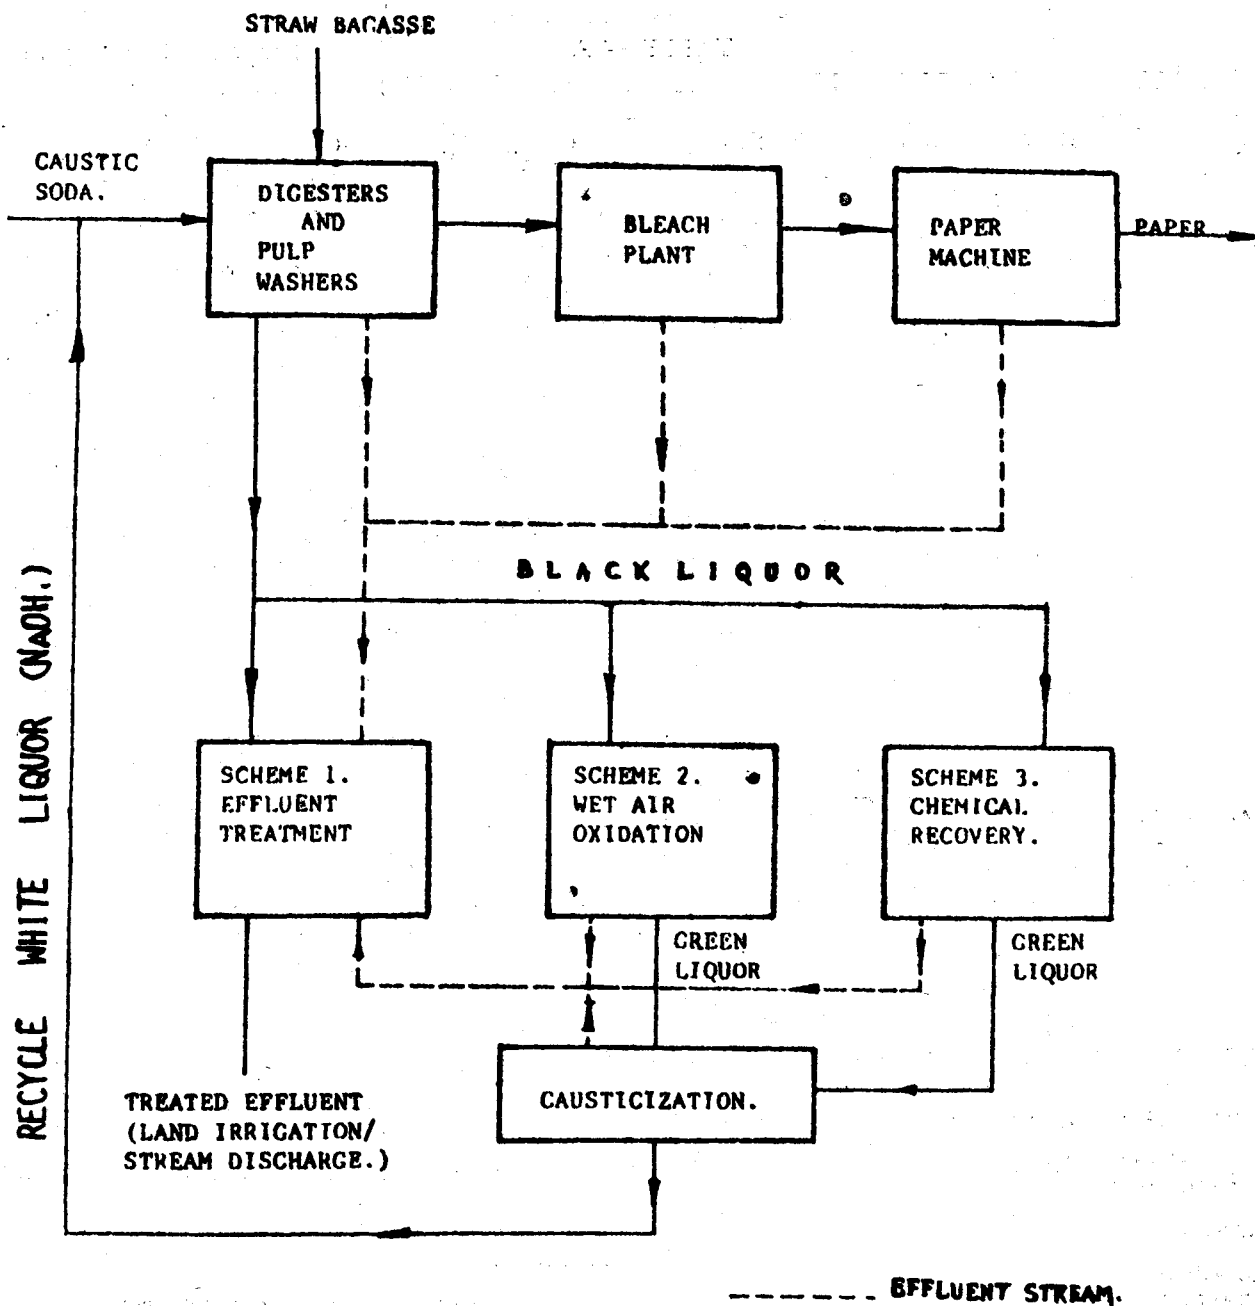 STRAW BAGASSE
CAUSTIC
SODA.
DIGESTERS
AND
PULP
WASHERS
BLEACH
PLANT
PAPER
MACHINE
PAPER
BLACK LIQUOR
RECYCLE WHITE LIQUOR (NAOH.)
SCHEME 1.
EFFLUENT
TREATMENT
SCHEME 2.
WET AIR
OXIDATION
SCHEME 3.
CHEMICAL
RECOVERY.
GREEN
LIQUOR
GREEN
LIQUOR
CAUSTICIZATION.
TREATED EFFLUENT
(LAND IRRIGATION/
STREAM DISCHARGE.)
EFFLUENT STREAM.